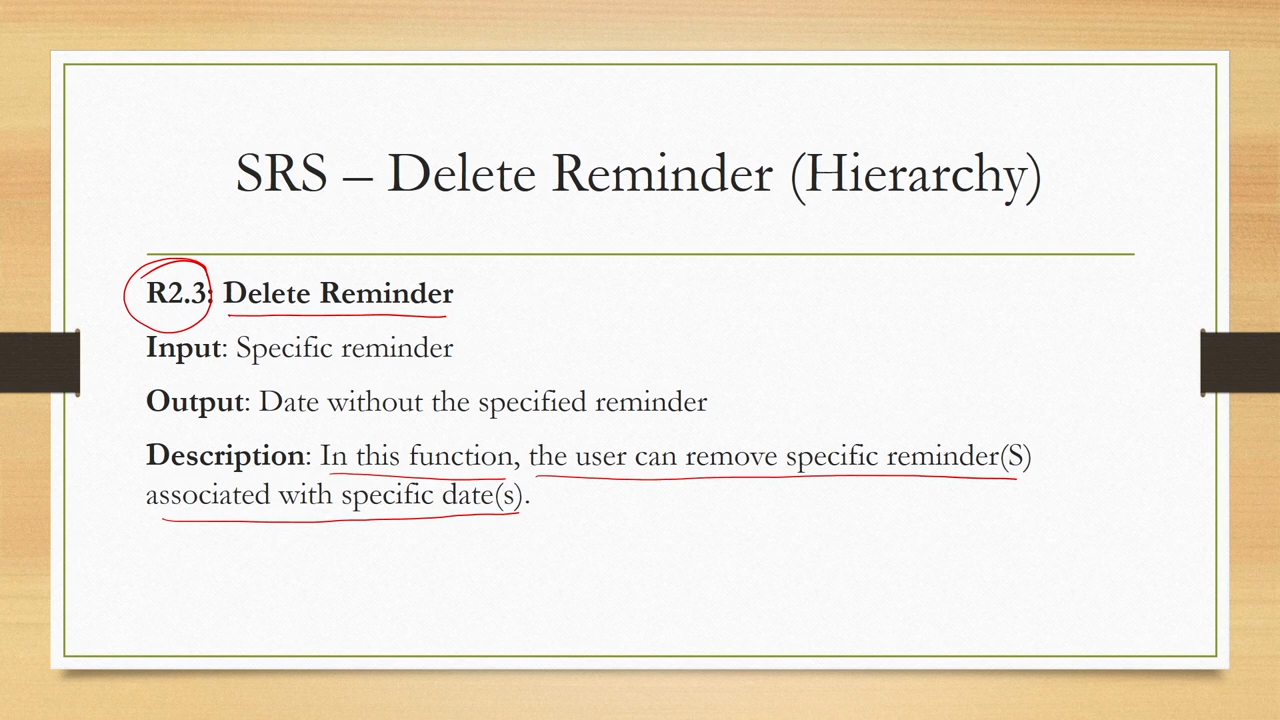 SRS – Delete Reminder (Hierarchy)
R2.3: Delete Reminder
Input: Specific reminder
Output: Date without the specified reminder
Description: In this function, the user can remove specific reminder(S)
associated with specific date(s).